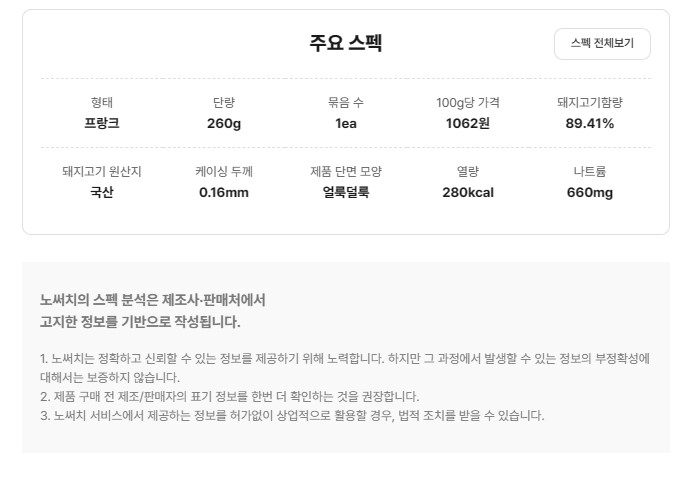 주요 스펙
스펙 전체보기
형태 단량 묶음 수 100g당 가격 돼지고기함량
프랑크 260g 1ea 1062원 89.41%
돼지고기 원산지 케이싱 두께 제품 단면 모양 열량 나트륨
국산 0.16mm 얼룩덜룩 280kcal 660mg
노써치의 스펙 분석은 제조사·판매처에서
고지한 정보를 기반으로 작성됩니다.
1. 노써치는 정확하고 신뢰할 수 있는 정보를 제공하기 위해 노력합니다. 하지만 그 과정에서 발생할 수 있는 정보의 부정확성에
대해서는 보증하지 않습니다.
2. 제품 구매 전 제조/판매자의 표기 정보를 한번 더 확인하는 것을 권장합니다.
3. 노써치 서비스에서 제공하는 정보를 허가없이 상업적으로 활용할 경우, 법적 조치를 받을 수 있습니다.